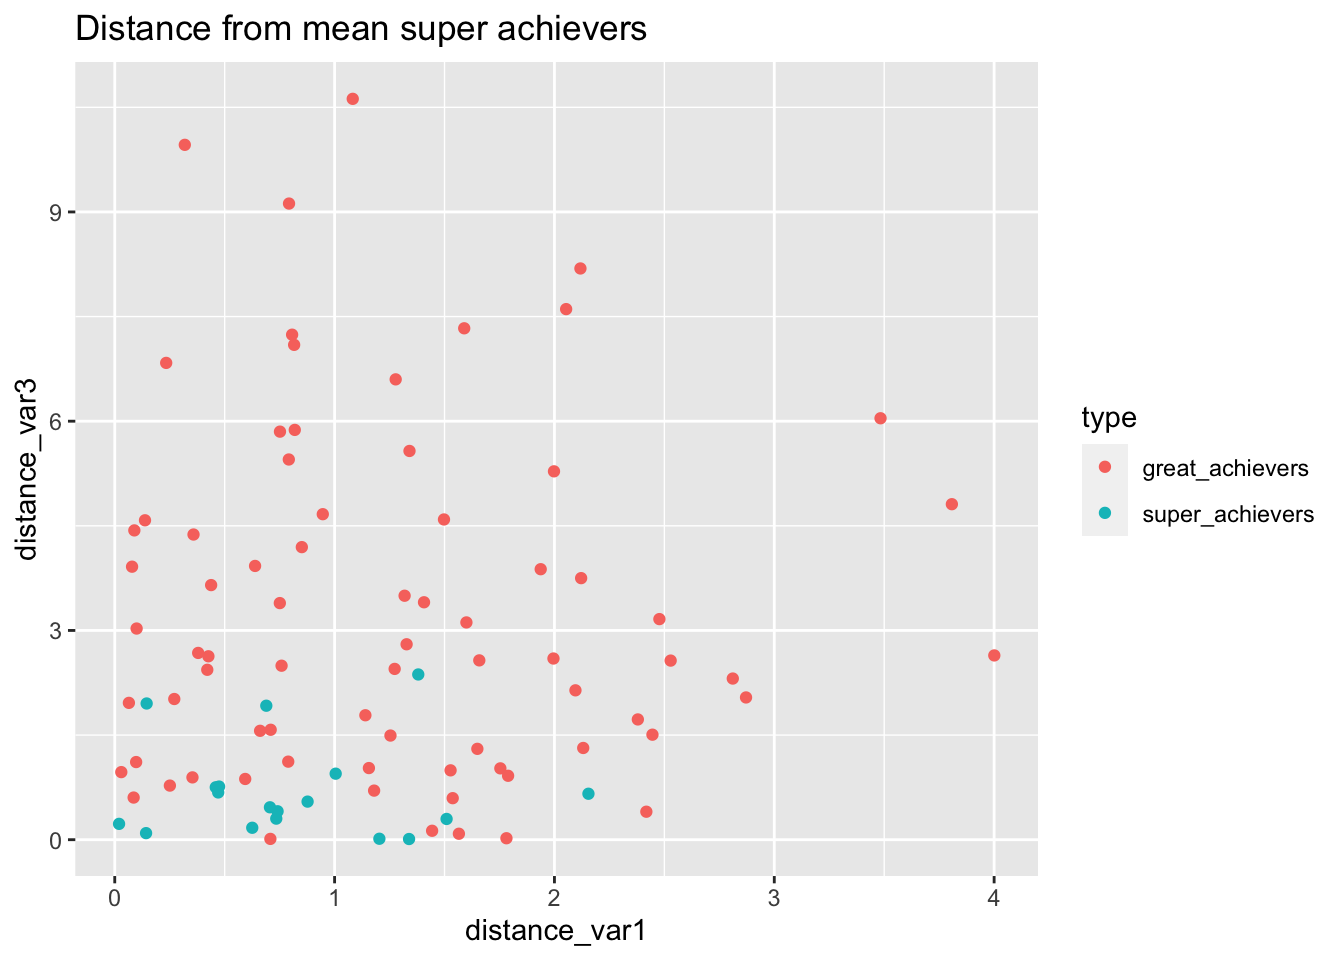 Distance from mean super achievers
distance_var3
9
6
3
0
0 1 2 3 4
distance_var1
type
great_achievers
super_achievers